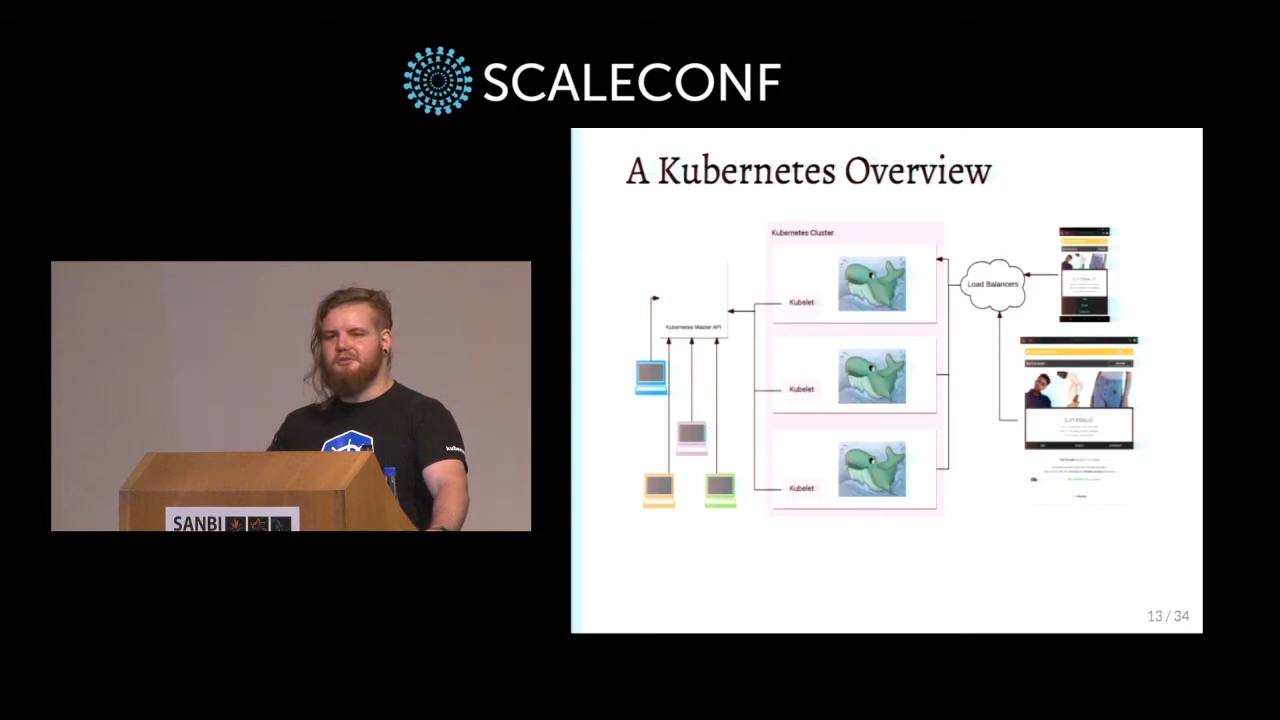 SCALECONF
A Kubernetes Overview
Kubernetes Cluster
Kubelet
Load Balancers
Kubernetes Master API
Kubelet
Kubelet
SANBI
13 / 34